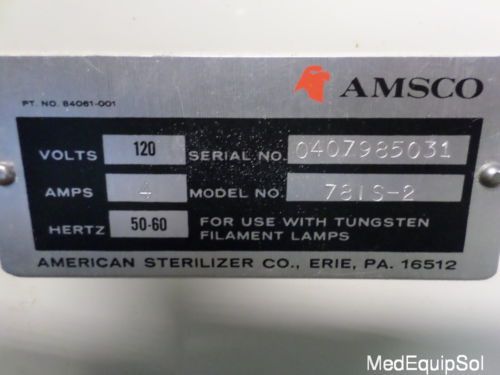 AMSCO
PT. NO. 84061-001
VOLTS 120 SERIAL NO. 0407985031
AMPS 4 MODEL NO. 781S-2
HERTZ 50-60 FOR USE WITH TUNGSTEN
FILAMENT LAMPS
AMERICAN STERILIZER CO., ERIE, PA. 16512
MedEquipSol